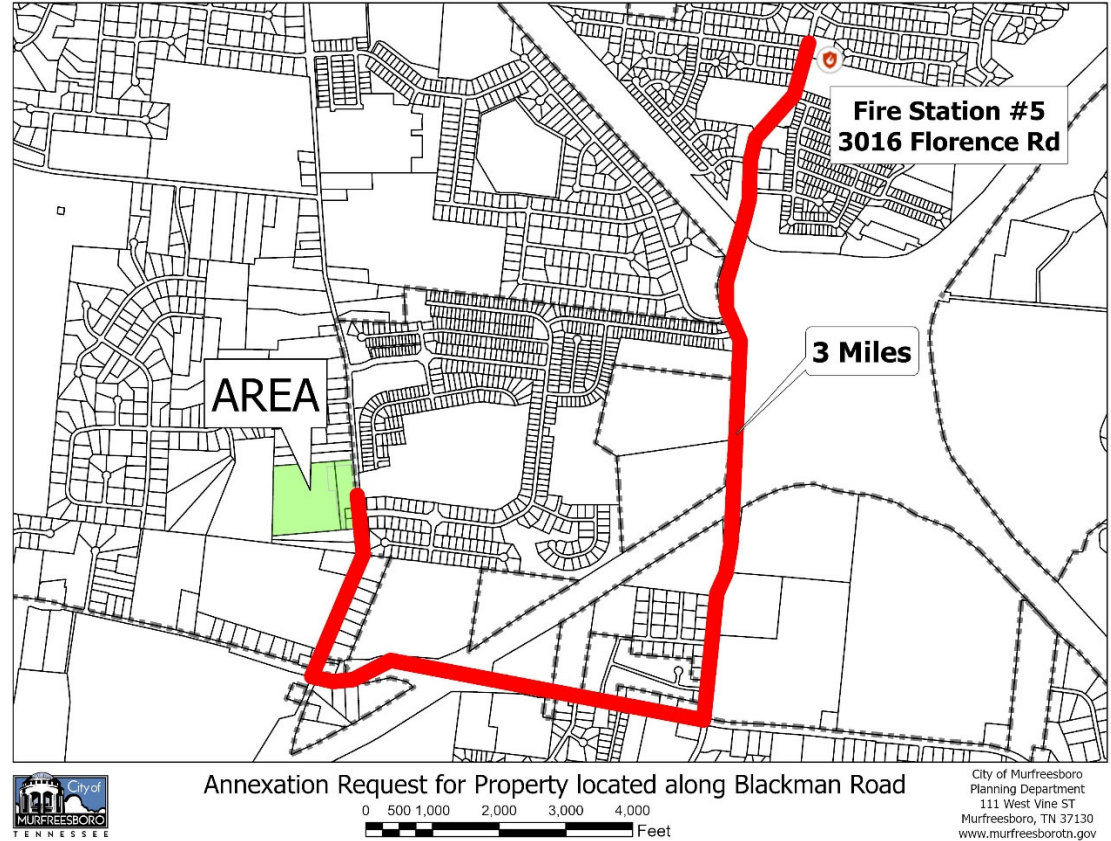 Fire Station #5
3016 Florence Rd
3 Miles
AREA
City of
MURFREESBORO
TENNESSEE
Annexation Request for Property located along Blackman Road
0 500 1,000 2,000 3,000 4,000
Feet
City of Murfreesboro
Planning Department
111 West Vine ST
Murfreesboro, TN 37130
www.murfreesborotn.gov